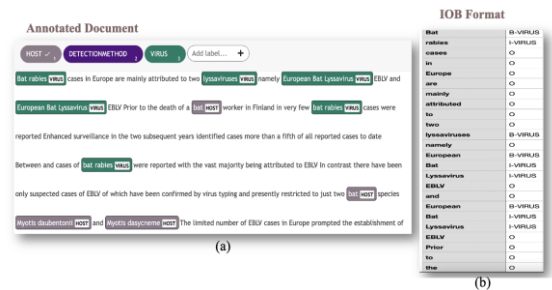 Annotated Document
HOST ✓ 1 DETECTIONMETHOD 2 VIRUS 3 Add label... +
Bat rabies VIRUS cases in Europe are mainly attributed to two lyssaviruses VIRUS namely European Bat Lyssavirus VIRUS EBLV and
European Bat Lyssavirus VIRUS EBLV Prior to the death of a bat HOST worker in Finland in very few bat rabies VIRUS cases were
reported Enhanced surveillance in the two subsequent years identified cases more than a fifth of all reported cases to date
Between and cases of bat rabies VIRUS were reported with the vast majority being attributed to EBLV In contrast there have been
only suspected cases of EBLV of which have been confirmed by virus typing and presently restricted to just two bat HOST species
Myotis daubentonii HOST and Myotis dasycneme HOST The limited number of EBLV cases in Europe prompted the establishment of
(a)
IOB Format
Bat B-VIRUS
rabies I-VIRUS
cases O
in O
Europe O
are O
mainly O
attributed O
to O
two O
lyssaviruses B-VIRUS
namely O
European B-VIRUS
Bat I-VIRUS
Lyssavirus I-VIRUS
EBLV O
and O
European B-VIRUS
Bat I-VIRUS
Lyssavirus I-VIRUS
EBLV O
Prior O
to O
the O
(b)